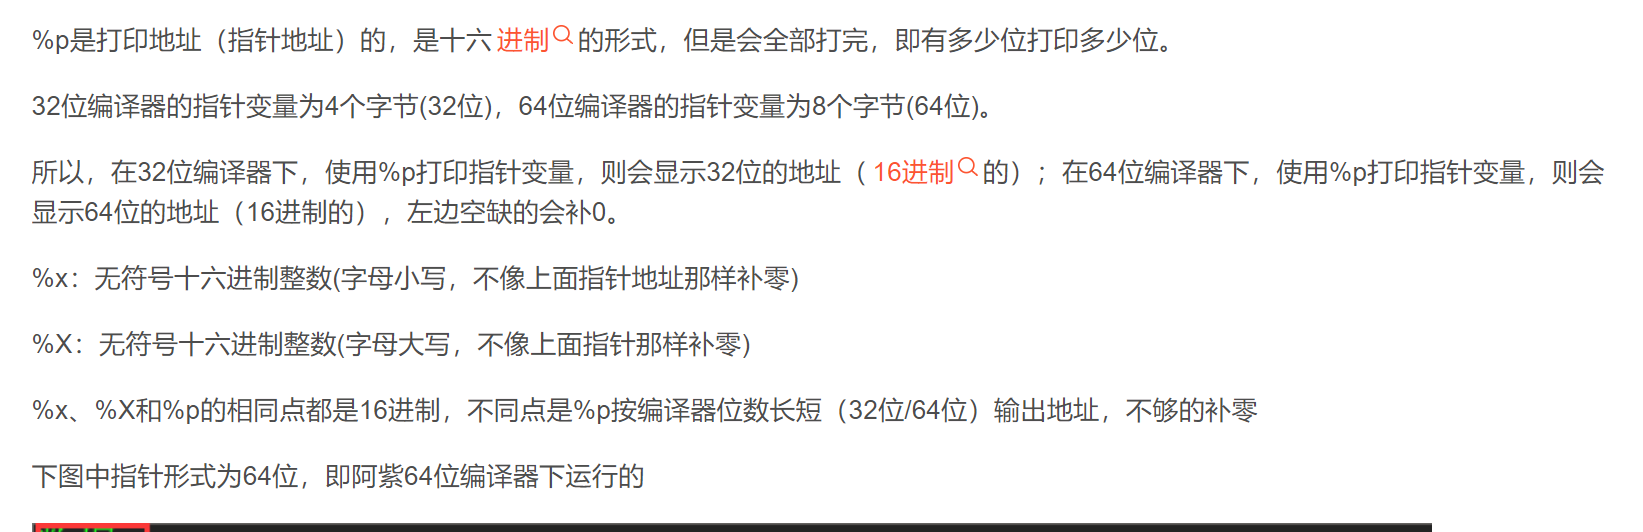 %p是打印地址（指针地址）的，是十六进制的形式，但是会全部打完，即有多少位打印多少位。
32位编译器的指针变量为4个字节(32位)，64位编译器的指针变量为8个字节(64位)。
所以，在32位编译器下，使用%p打印指针变量，则会显示32位的地址（16进制的）；在64位编译器下，使用%p打印指针变量，则会
显示64位的地址（16进制的），左边空缺的会补0。
%x：无符号十六进制整数(字母小写，不像上面指针地址那样补零)
%X：无符号十六进制整数(字母大写，不像上面指针那样补零)
%x、%X和%p的相同点都是16进制，不同点是%p按编译器位数长短（32位/64位）输出地址，不够的补零
下图中指针形式为64位，即阿紫64位编译器下运行的